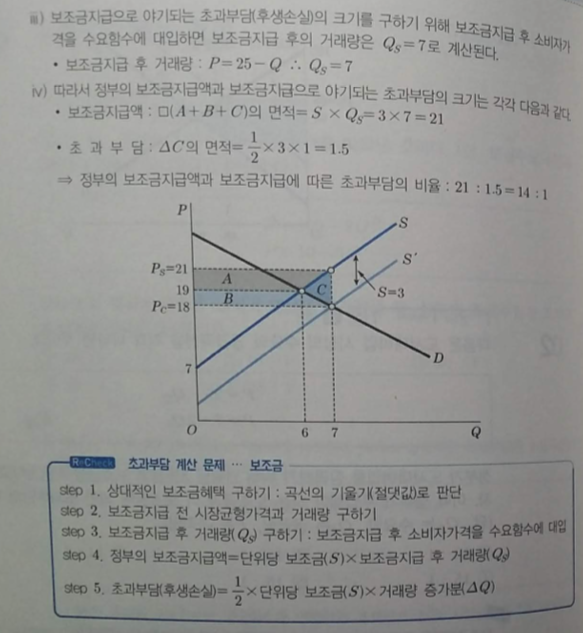 ⅲ) 보조금지급으로 야기되는 초과부담(후생손실)의 크기를 구하기 위해 보조금지급 후 소비자가
격을 수요함수에 대입하면 보조금지급 후의 거래량은 Qs=7로 계산된다.
• 보조금지급 후 거래량 : P=25-Q ∴ Qs=7
ⅳ) 따라서 정부의 보조금지급액과 보조금지급으로 야기되는 초과부담의 크기는 각각 다음과 같다.
• 보조금지급액 : □(A+B+C)의 면적= S × Qs=3×7=21
• 초 과 부 담 : ΔC의 면적=1/2×3×1=1.5
⇒ 정부의 보조금지급액과 보조금지급에 따른 초과부담의 비율 : 21 : 1.5=14 : 1
P
S
S′
Ps=21
A
19
B
C
Pc=18
S=3
7
D
O
6
7
Q
ReCheck 초과부담 계산 문제 … 보조금
step 1. 상대적인 보조금혜택 구하기 : 곡선의 기울기(절댓값)로 판단
step 2. 보조금지급 전 시장균형가격과 거래량 구하기
step 3. 보조금지급 후 거래량(Qs) 구하기 : 보조금지급 후 소비자가격을 수요함수에 대입
step 4. 정부의 보조금지급액=단위당 보조금(S)×보조금지급 후 거래량(Qs)
step 5. 초과부담(후생손실)=1/2×단위당 보조금(S)×거래량 증가분(ΔQ)